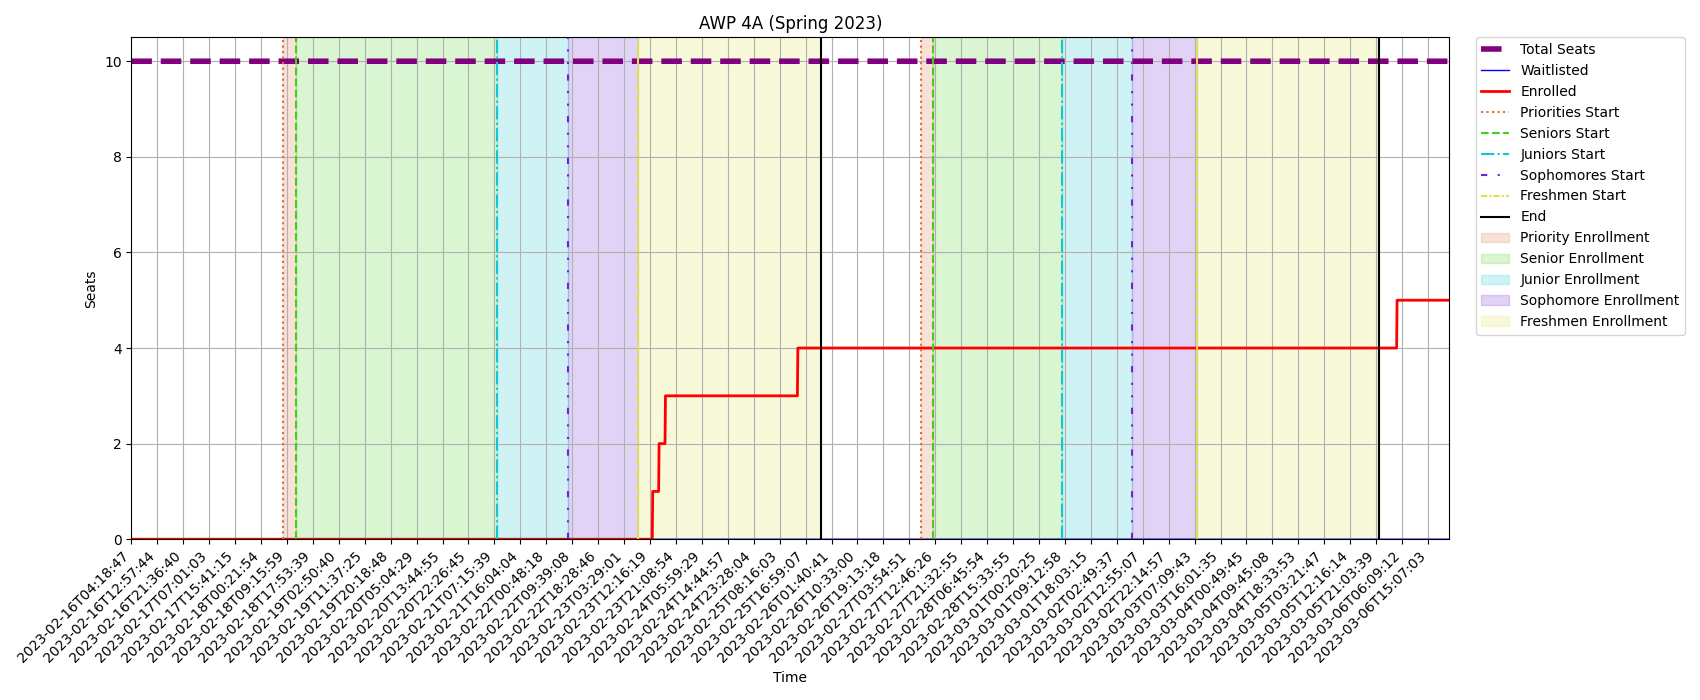 AWP 4A (Spring 2023)
10
8
6
4
2
0
Seats
2023-02-16T04:18:47
2023-02-16T12:57:44
2023-02-16T21:36:40
2023-02-17T07:01:03
2023-02-17T15:41:15
2023-02-18T00:21:54
2023-02-18T09:15:59
2023-02-18T17:53:39
2023-02-19T02:50:40
2023-02-19T11:37:25
2023-02-19T20:18:48
2023-02-20T05:04:29
2023-02-20T13:44:55
2023-02-20T22:26:45
2023-02-21T07:15:39
2023-02-21T16:04:04
2023-02-22T00:48:18
2023-02-22T09:39:08
2023-02-22T18:28:46
2023-02-23T03:29:01
2023-02-23T12:16:19
2023-02-23T21:08:54
2023-02-24T05:59:29
2023-02-24T14:44:57
2023-02-24T23:28:04
2023-02-25T08:16:03
2023-02-25T16:59:07
2023-02-26T01:40:41
2023-02-26T10:33:00
2023-02-26T19:13:18
2023-02-27T03:54:51
2023-02-27T12:46:26
2023-02-27T21:32:55
2023-02-28T06:45:54
2023-02-28T15:33:55
2023-03-01T00:20:25
2023-03-01T09:12:58
2023-03-01T18:03:15
2023-03-02T02:49:37
2023-03-02T12:55:07
2023-03-02T22:14:57
2023-03-03T07:09:43
2023-03-03T16:01:35
2023-03-04T00:49:45
2023-03-04T09:45:08
2023-03-04T18:33:53
2023-03-05T03:21:47
2023-03-05T12:16:14
2023-03-05T21:03:39
2023-03-06T06:09:12
2023-03-06T15:07:03
Time
Total Seats
Waitlisted
Enrolled
Priorities Start
Seniors Start
Juniors Start
Sophomores Start
Freshmen Start
End
Priority Enrollment
Senior Enrollment
Junior Enrollment
Sophomore Enrollment
Freshmen Enrollment